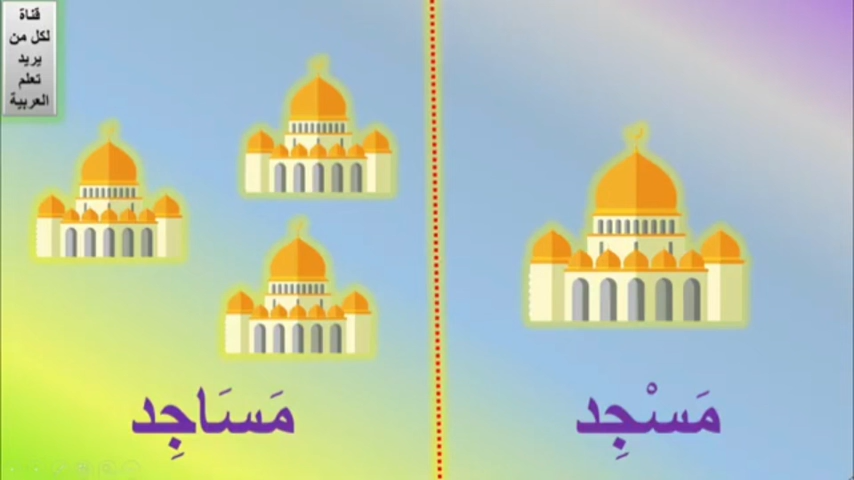 قناة
لكل من
يريد
تعلم
العربية
مَسْجِد
مَسَاجِد